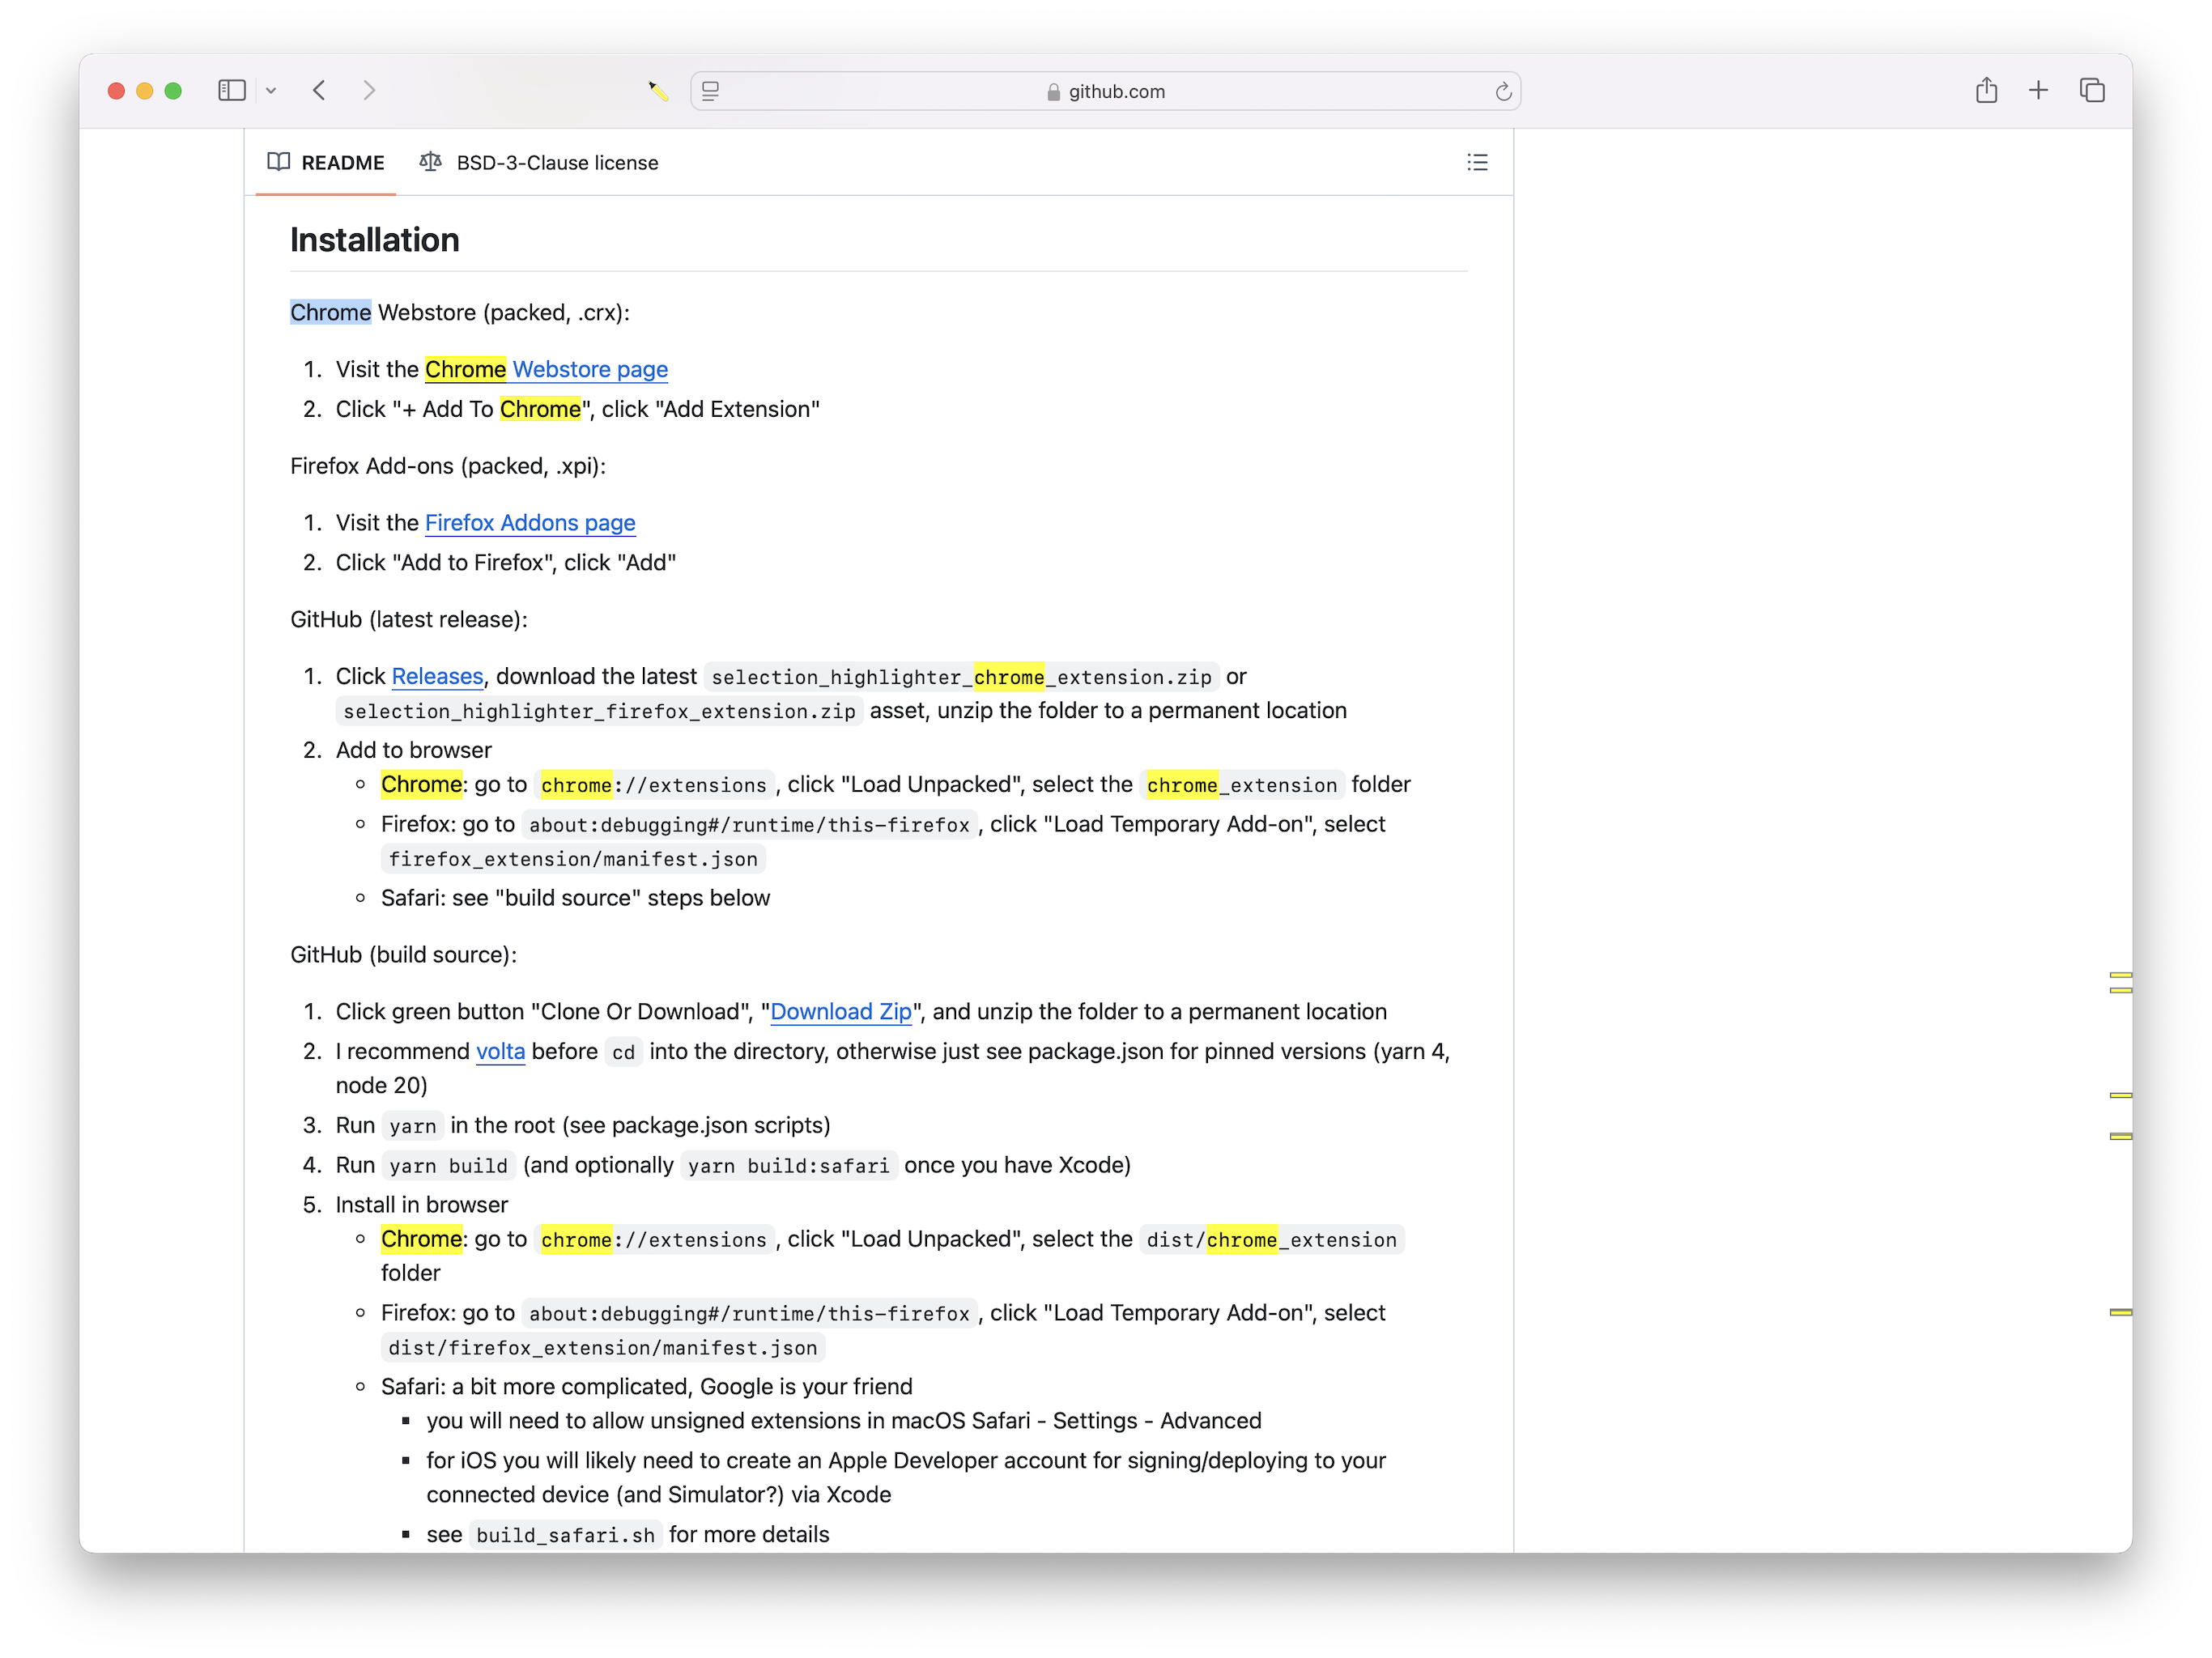 github.com
README BSD-3-Clause license
Installation
Chrome Webstore (packed, .crx):
1. Visit the Chrome Webstore page
2. Click "+ Add To Chrome", click "Add Extension"
Firefox Add-ons (packed, .xpi):
1. Visit the Firefox Addons page
2. Click "Add to Firefox", click "Add"
GitHub (latest release):
1. Click Releases, download the latest selection_highlighter_chrome_extension.zip or
selection_highlighter_firefox_extension.zip asset, unzip the folder to a permanent location
2. Add to browser
Chrome: go to chrome://extensions, click "Load Unpacked", select the chrome_extension folder
Firefox: go to about:debugging#/runtime/this-firefox, click "Load Temporary Add-on", select
firefox_extension/manifest.json
Safari: see "build source" steps below
GitHub (build source):
1. Click green button "Clone Or Download", "Download Zip", and unzip the folder to a permanent location
2. I recommend volta before cd into the directory, otherwise just see package.json for pinned versions (yarn 4,
node 20)
3. Run yarn in the root (see package.json scripts)
4. Run yarn build (and optionally yarn build:safari once you have Xcode)
5. Install in browser
Chrome: go to chrome://extensions, click "Load Unpacked", select the dist/chrome_extension
folder
Firefox: go to about:debugging#/runtime/this-firefox, click "Load Temporary Add-on", select
dist/firefox_extension/manifest.json
Safari: a bit more complicated, Google is your friend
you will need to allow unsigned extensions in macOS Safari - Settings - Advanced
for iOS you will likely need to create an Apple Developer account for signing/deploying to your
connected device (and Simulator?) via Xcode
see build_safari.sh for more details